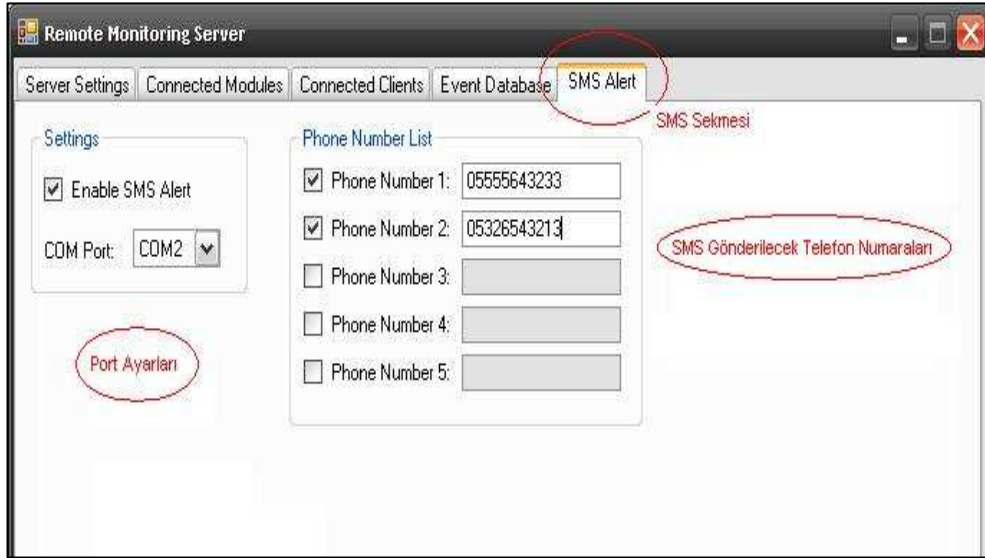 Remote Monitoring Server
Server Settings Connected Modules Connected Clients Event Database SMS Alert
SMS Sekmesi
Settings
Enable SMS Alert
COM Port: COM2
Port Ayarları
Phone Number List
Phone Number 1: 05555643233
Phone Number 2: 05326543213
Phone Number 3:
Phone Number 4:
Phone Number 5:
SMS Gönderilecek Telefon Numaraları